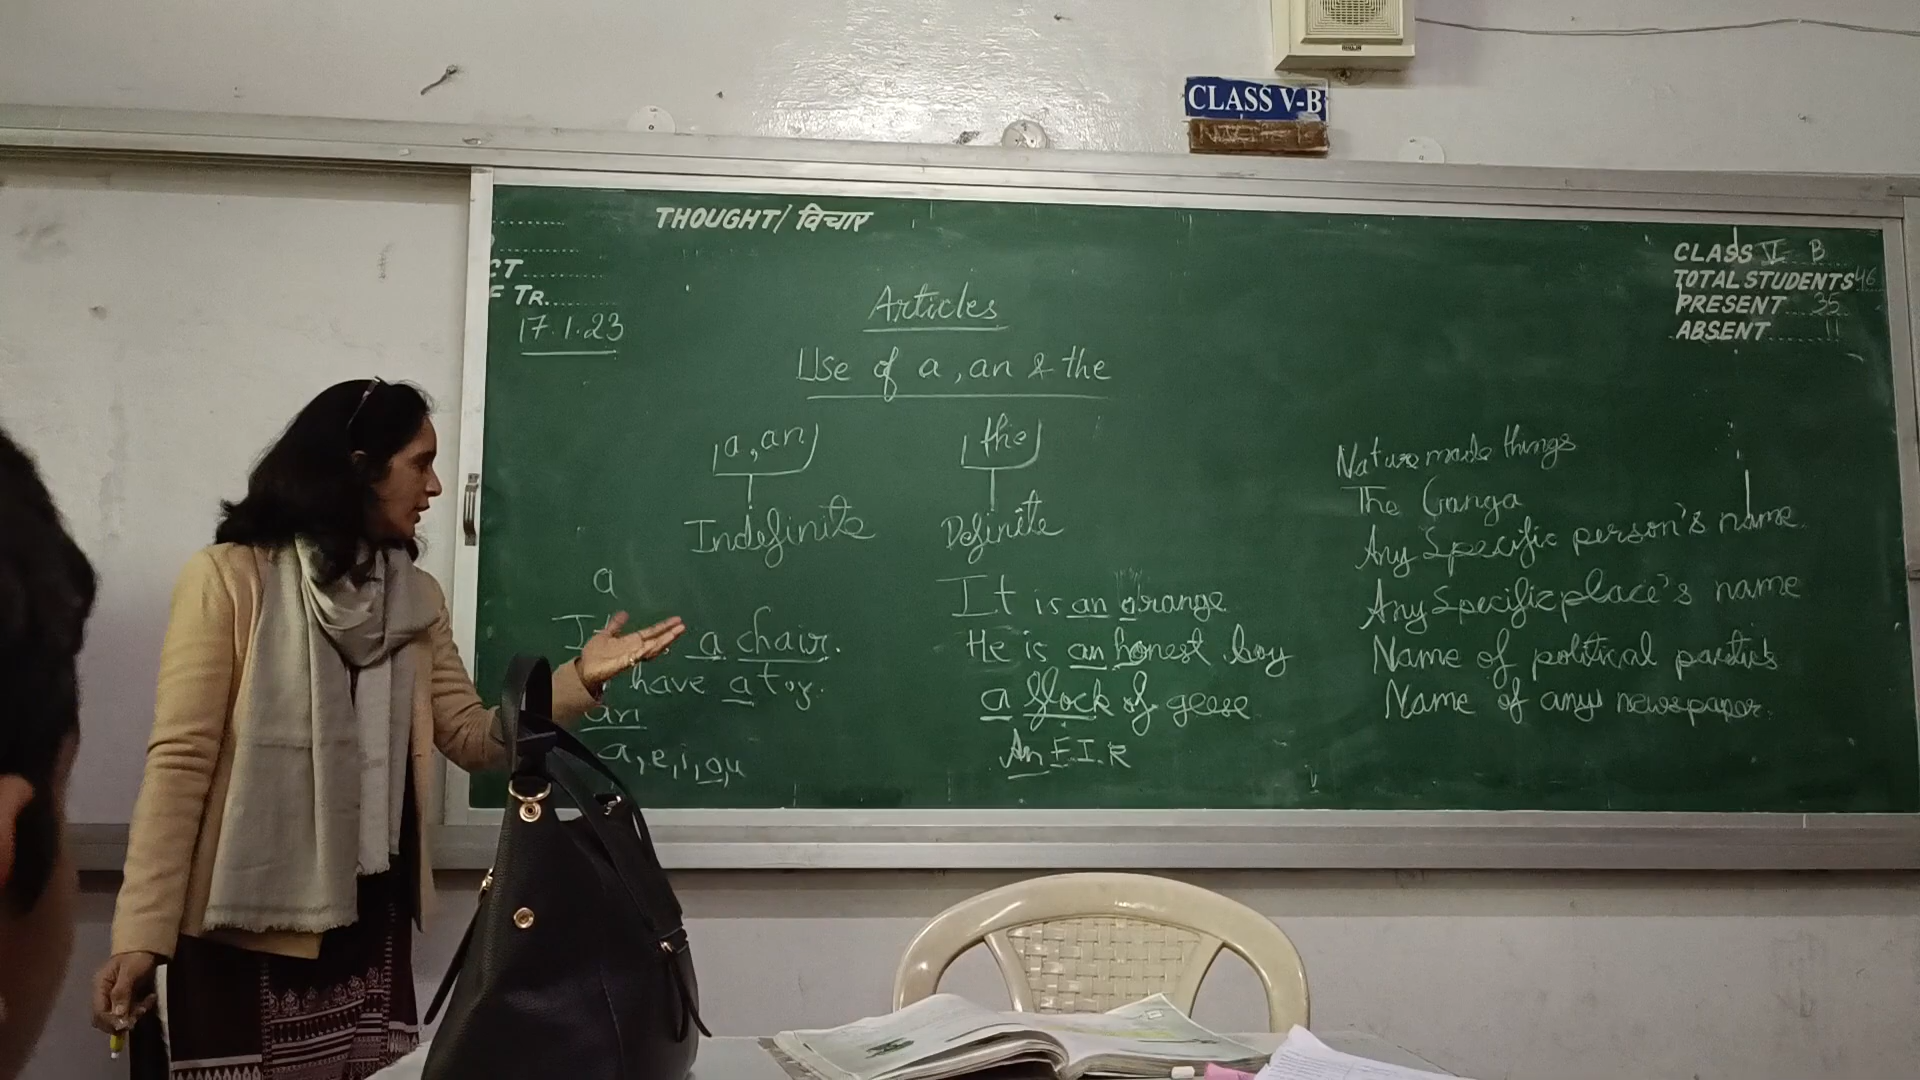 CLASS V-B
THOUGHT/ विचार
CT
F TR.
17.1.23
CLASS V B
TOTAL STUDENTS 46
PRESENT 35
ABSENT 11
Articles
Use of a, an & the
a, an
the
Indefinite
Definite
a
a chair.
have a toy.
an
a, e, i, o, u
It is an orange.
He is an honest boy
a flock of geese
An F.I.R
Nature made things
The Ganga
Any Specific person's name
Any Specific place's name
Name of political parties
Name of any newspaper.